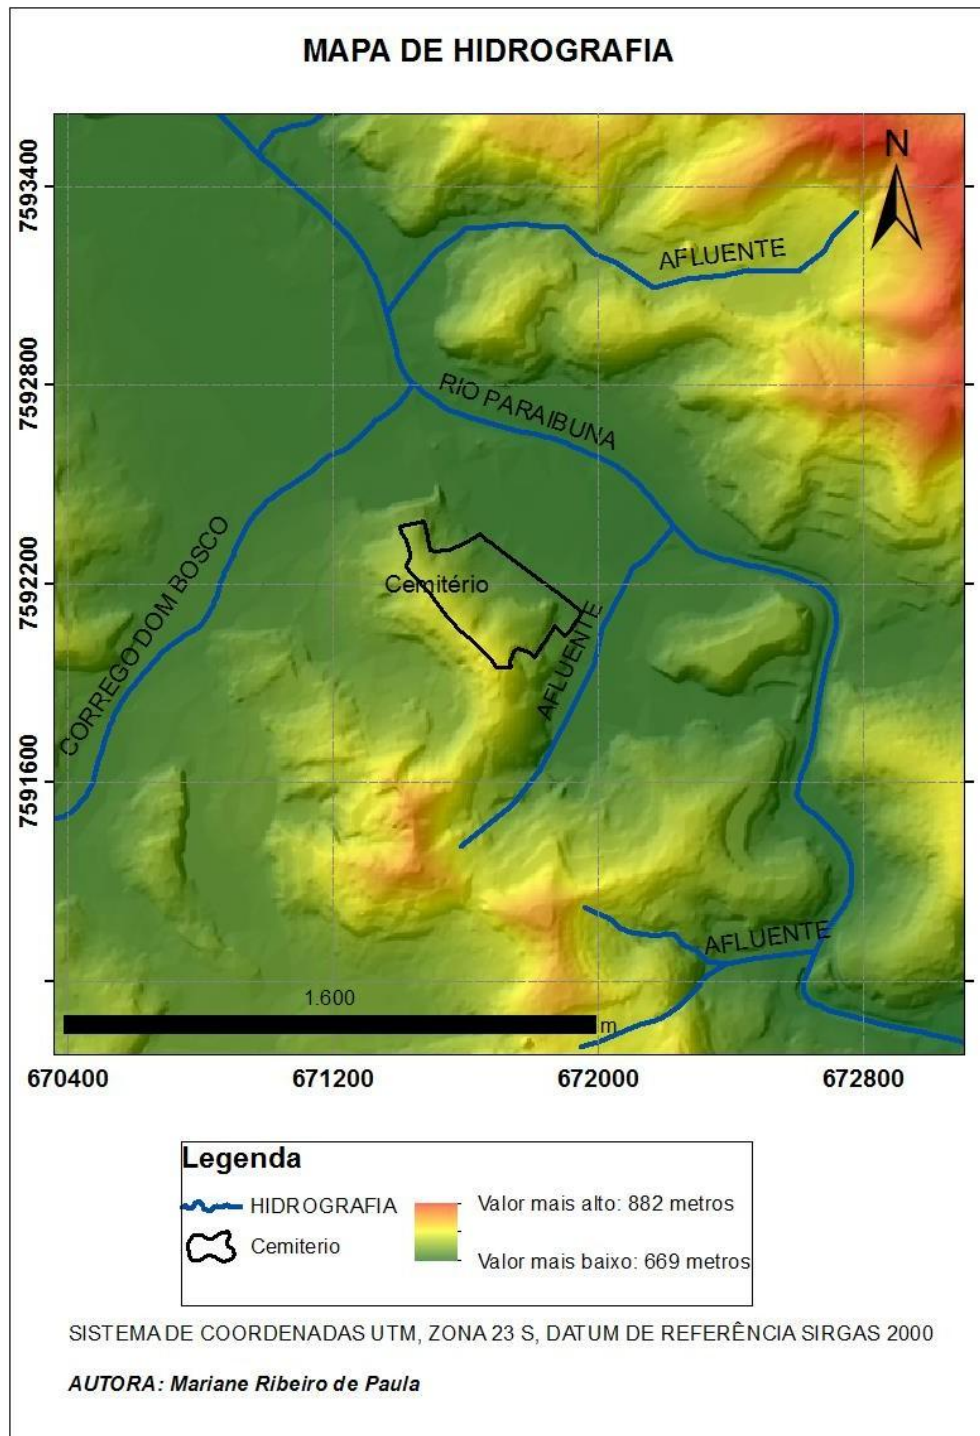 MAPA DE HIDROGRAFIA
N
7593400
AFLUENTE
7592800
RIO PARAIBUNA
CORREGO DOM BOSCO
Cemitério
7592200
AFLUENTE
7591600
AFLUENTE
1.600
m
670400 671200 672000 672800
Legenda
HIDROGRAFIA
Cemiterio
Valor mais alto: 882 metros
Valor mais baixo: 669 metros
SISTEMA DE COORDENADAS UTM, ZONA 23 S, DATUM DE REFERÊNCIA SIRGAS 2000
AUTORA: Mariane Ribeiro de Paula